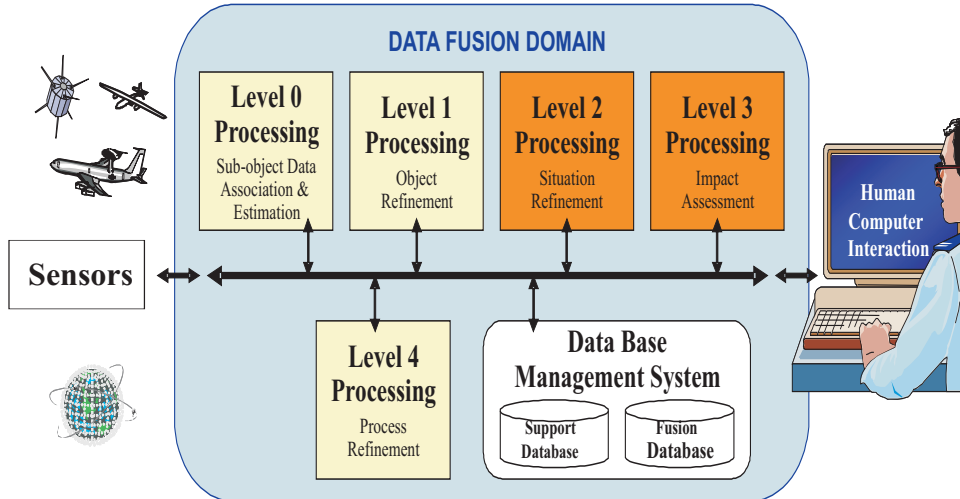 DATA FUSION DOMAIN
Level 0
Processing
Sub-object Data
Association &
Estimation
Level 1
Processing
Object
Refinement
Level 2
Processing
Situation
Refinement
Level 3
Processing
Impact
Assessment
Human
Computer
Interaction
Sensors
Level 4
Processing
Process
Refinement
Data Base
Management System
Support
Database
Fusion
Database